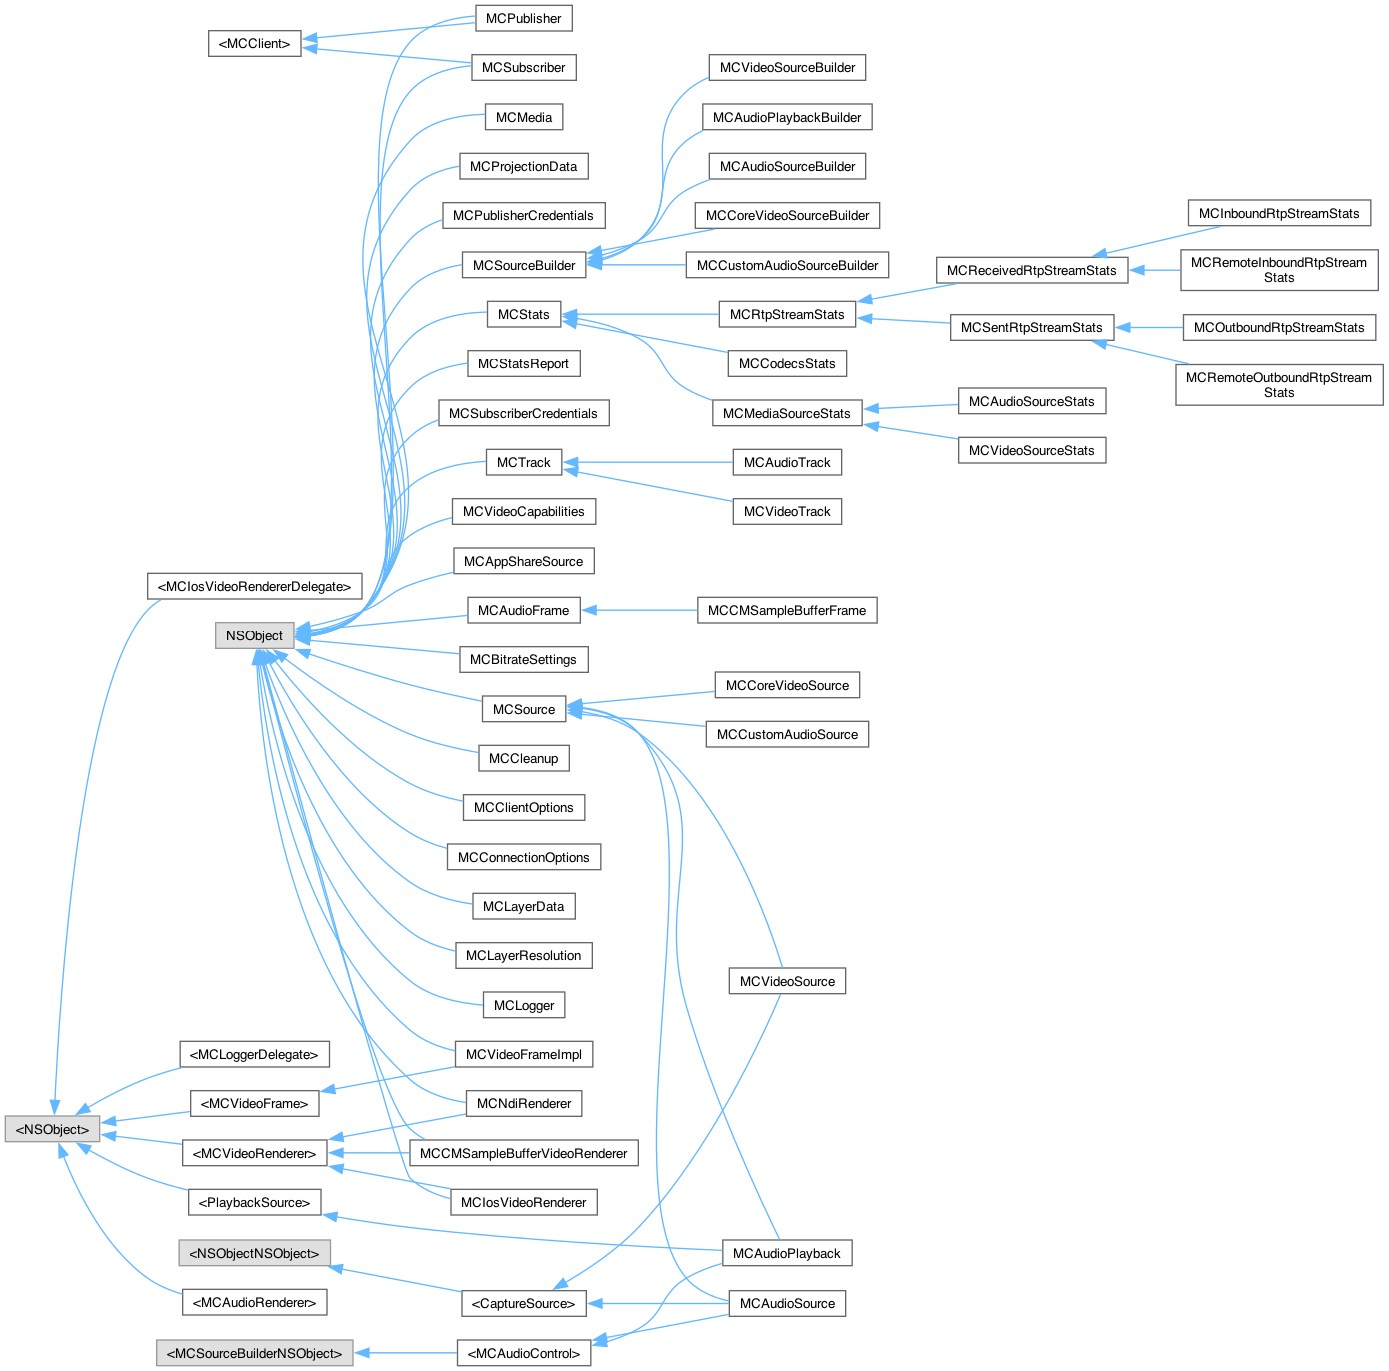 MCPublisher
<MCClient>
MCSubscriber
MCVideoSourceBuilder
MCMedia
MCAudioPlaybackBuilder
MCProjectionData
MCAudioSourceBuilder
MCPublisherCredentials
MCCoreVideoSourceBuilder
MCInboundRtpStreamStats
MCSourceBuilder
MCCustomAudioSourceBuilder
MCReceivedRtpStreamStats
MCRemoteInboundRtpStream
Stats
MCStats
MCRtpStreamStats
MCSentRtpStreamStats
MCOutboundRtpStreamStats
MCStatsReport
MCCodecsStats
MCRemoteOutboundRtpStream
Stats
MCSubscriberCredentials
MCMediaSourceStats
MCAudioSourceStats
MCVideoSourceStats
MCTrack
MCAudioTrack
MCVideoCapabilities
MCVideoTrack
MCAppShareSource
<MCIosVideoRendererDelegate>
MCAudioFrame
MCCMSampleBufferFrame
NSObject
MCBitrateSettings
MCCoreVideoSource
MCSource
MCCustomAudioSource
MCCleanup
MCClientOptions
MCConnectionOptions
MCLayerData
MCLayerResolution
MCVideoSource
MCLogger
<MCLoggerDelegate>
MCVideoFrameImpl
<MCVideoFrame>
MCNdiRenderer
<NSObject>
<MCVideoRenderer>
MCCMSampleBufferVideoRenderer
<PlaybackSource>
MCIosVideoRenderer
<NSObjectNSObject>
MCAudioPlayback
<MCAudioRenderer>
<CaptureSource>
MCAudioSource
<MCSourceBuilderNSObject>
<MCAudioControl>